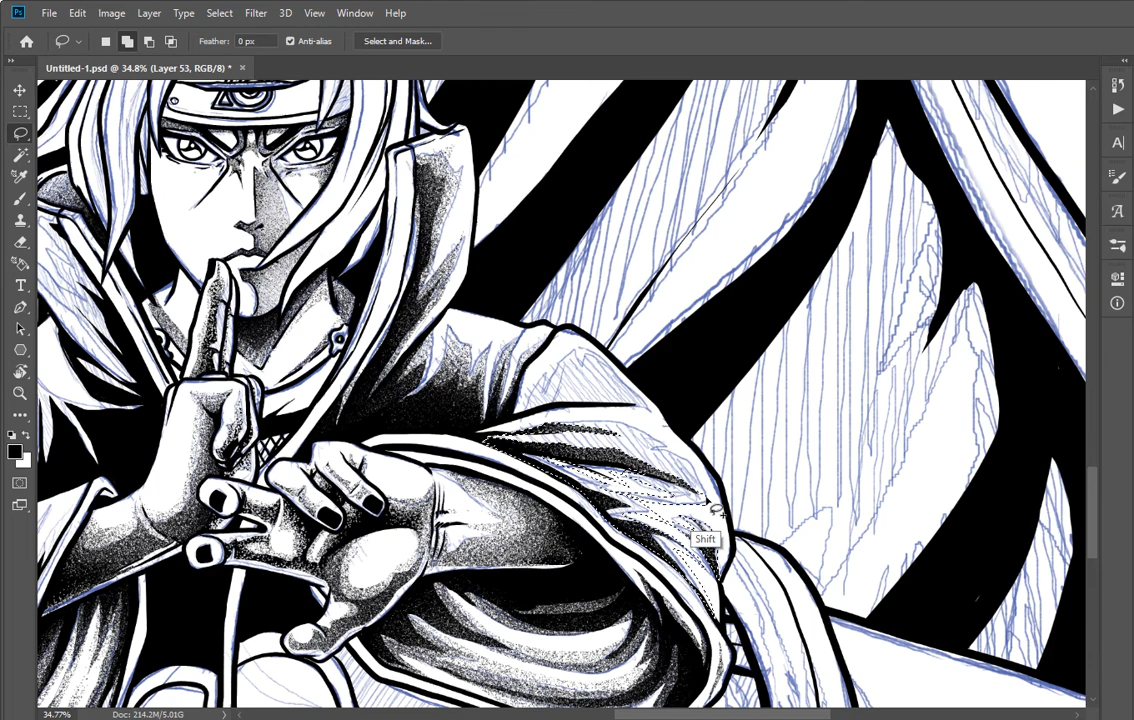 Ps File Edit Image Layer Type Select Filter 3D View Window Help
Feather: 0 px Anti-alias Select and Mask...
Untitled-1.psd @ 34.8% (Layer 53, RGB/8) *
Shift
34.77% Doc: 214.2M/5.01G